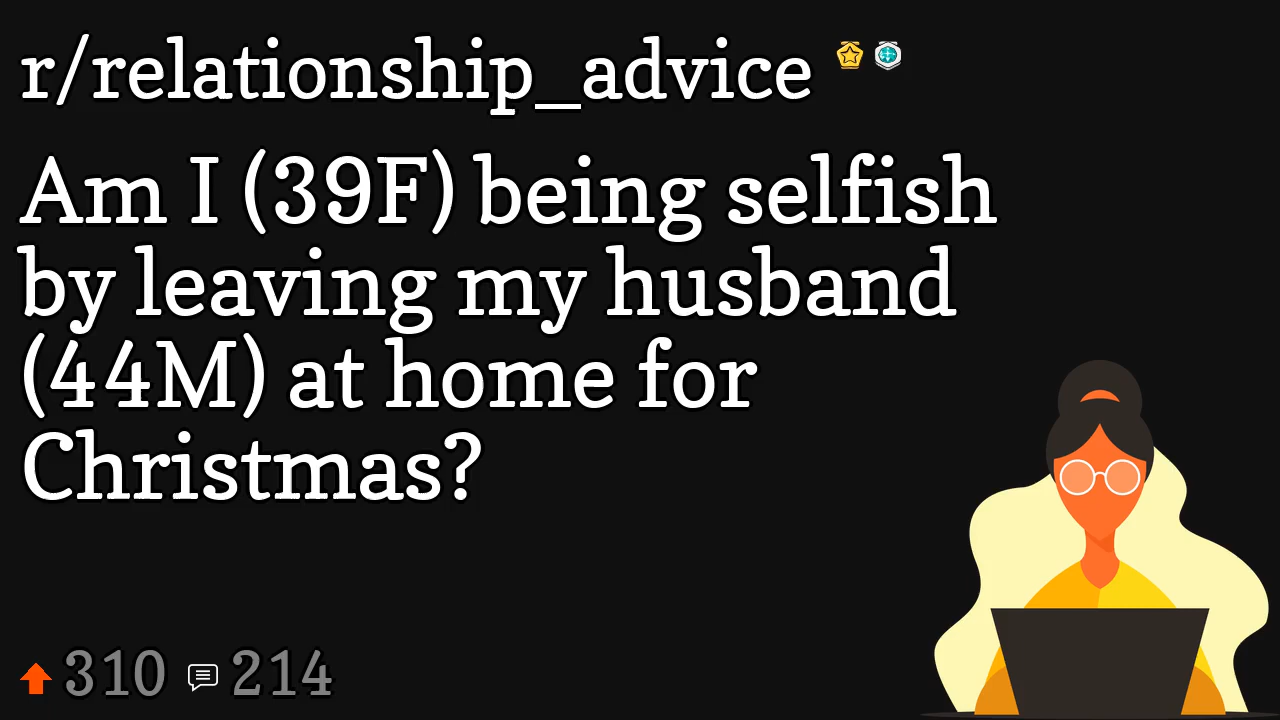 r/relationship_advice
Am I (39F) being selfish
by leaving my husband
(44M) at home for
Christmas?
310 214